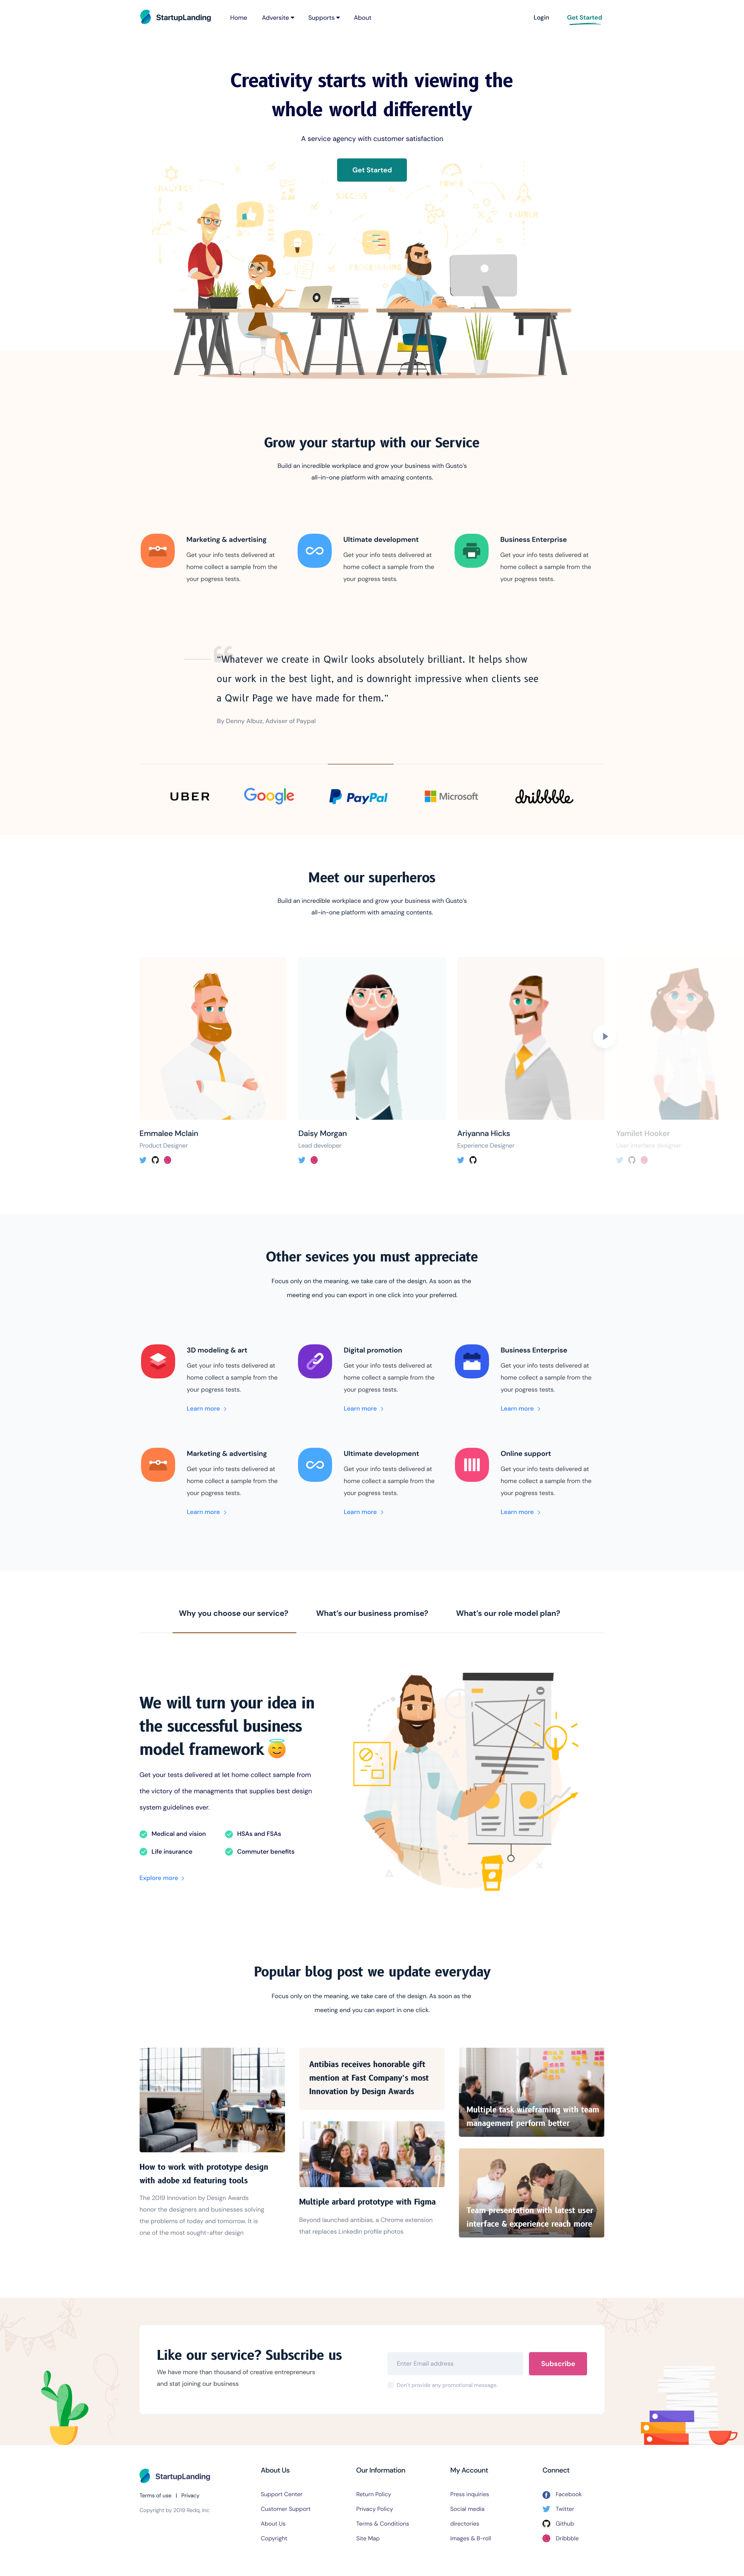 StartupLanding
Home
Adversite
Supports
About
Login
Get Started
Creativity starts with viewing the
whole world differently
A service agency with customer satisfaction
Get Started
SUCCESS
LAUNCH
Grow your startup with our Service
Build an incredible workplace and grow your business with Gusto's
all-in-one platform with amazing contents.
Marketing & advertising
Get your info tests delivered at
home collect a sample from the
your pogress tests.
Ultimate development
Get your info tests delivered at
home collect a sample from the
your pogress tests.
Business Enterprise
Get your info tests delivered at
home collect a sample from the
your pogress tests.
"Whatever we create in Qwilr looks absolutely brilliant. It helps show
our work in the best light, and is downright impressive when clients see
a Qwilr Page we have made for them."
By Denny Albuz, Adviser of Paypal
UBER
Google
PayPal
Microsoft
dribbble
Meet our superheros
Build an incredible workplace and grow your business with Gusto's
all-in-one platform with amazing contents.
Emmalee Mclain
Product Designer
Daisy Morgan
Lead developer
Ariyanna Hicks
Experience Designer
Yamilet Hooker
User interface designer
Other sevices you must appreciate
Focus only on the meaning, we take care of the design. As soon as the
meeting end you can export in one click into your preferred.
3D modeling & art
Get your info tests delivered at
home collect a sample from the
your pogress tests.
Learn more
Digital promotion
Get your info tests delivered at
home collect a sample from the
your pogress tests.
Learn more
Business Enterprise
Get your info tests delivered at
home collect a sample from the
your pogress tests.
Learn more
Marketing & advertising
Get your info tests delivered at
home collect a sample from the
your pogress tests.
Learn more
Ultimate development
Get your info tests delivered at
home collect a sample from the
your pogress tests.
Learn more
Online support
Get your info tests delivered at
home collect a sample from the
your pogress tests.
Learn more
Why you choose our service?
What's our business promise?
What's our role model plan?
We will turn your idea in
the successful business
model framework 😇
Get your tests delivered at let home collect sample from
the victory of the managments that supplies best design
system guidelines ever.
Medical and vision
HSAs and FSAs
Life insurance
Commuter benefits
Explore more
Popular blog post we update everyday
Focus only on the meaning, we take care of the design. As soon as the
meeting end you can export in one click.
How to work with prototype design
with adobe xd featuring tools
The 2019 Innovation by Design Awards
honor the designers and businesses solving
the problems of today and tomorrow. It is
one of the most sought-after design
Antibias receives honorable gift
mention at Fast Company's most
Innovation by Design Awards
Multiple arbard prototype with Figma
Beyond launched antibias, a Chrome extension
that replaces LinkedIn profile photos
Multiple task wireframing with team
management perform better
Team presentation with latest user
interface & experience reach more
Like our service? Subscribe us
We have more than thousand of creative entrepreneurs
and stat joining our business
Enter Email address
Subscribe
Don't provide any promotional message.
StartupLanding
Terms of use | Privacy
Copyright by 2019 Redq, Inc
About Us
Support Center
Customer Support
About Us
Copyright
Our Information
Return Policy
Privacy Policy
Terms & Conditions
Site Map
My Account
Press inquiries
Social media
directories
Images & B-roll
Connect
Facebook
Twitter
Github
Dribbble